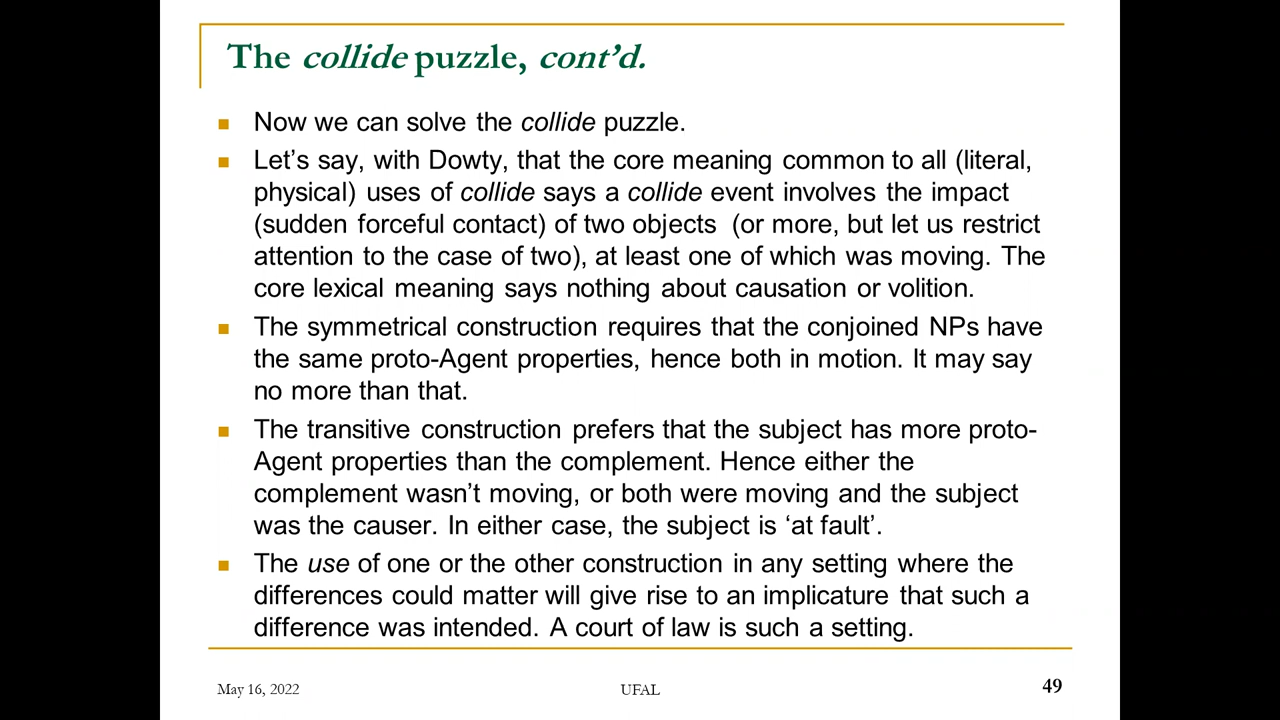 The collide puzzle, cont’d.
Now we can solve the collide puzzle.
Let’s say, with Dowty, that the core meaning common to all (literal,
physical) uses of collide says a collide event involves the impact
(sudden forceful contact) of two objects (or more, but let us restrict
attention to the case of two), at least one of which was moving. The
core lexical meaning says nothing about causation or volition.
The symmetrical construction requires that the conjoined NPs have
the same proto-Agent properties, hence both in motion. It may say
no more than that.
The transitive construction prefers that the subject has more proto-
Agent properties than the complement. Hence either the
complement wasn’t moving, or both were moving and the subject
was the causer. In either case, the subject is ‘at fault’.
The use of one or the other construction in any setting where the
differences could matter will give rise to an implicature that such a
difference was intended. A court of law is such a setting.
May 16, 2022
UFAL
49